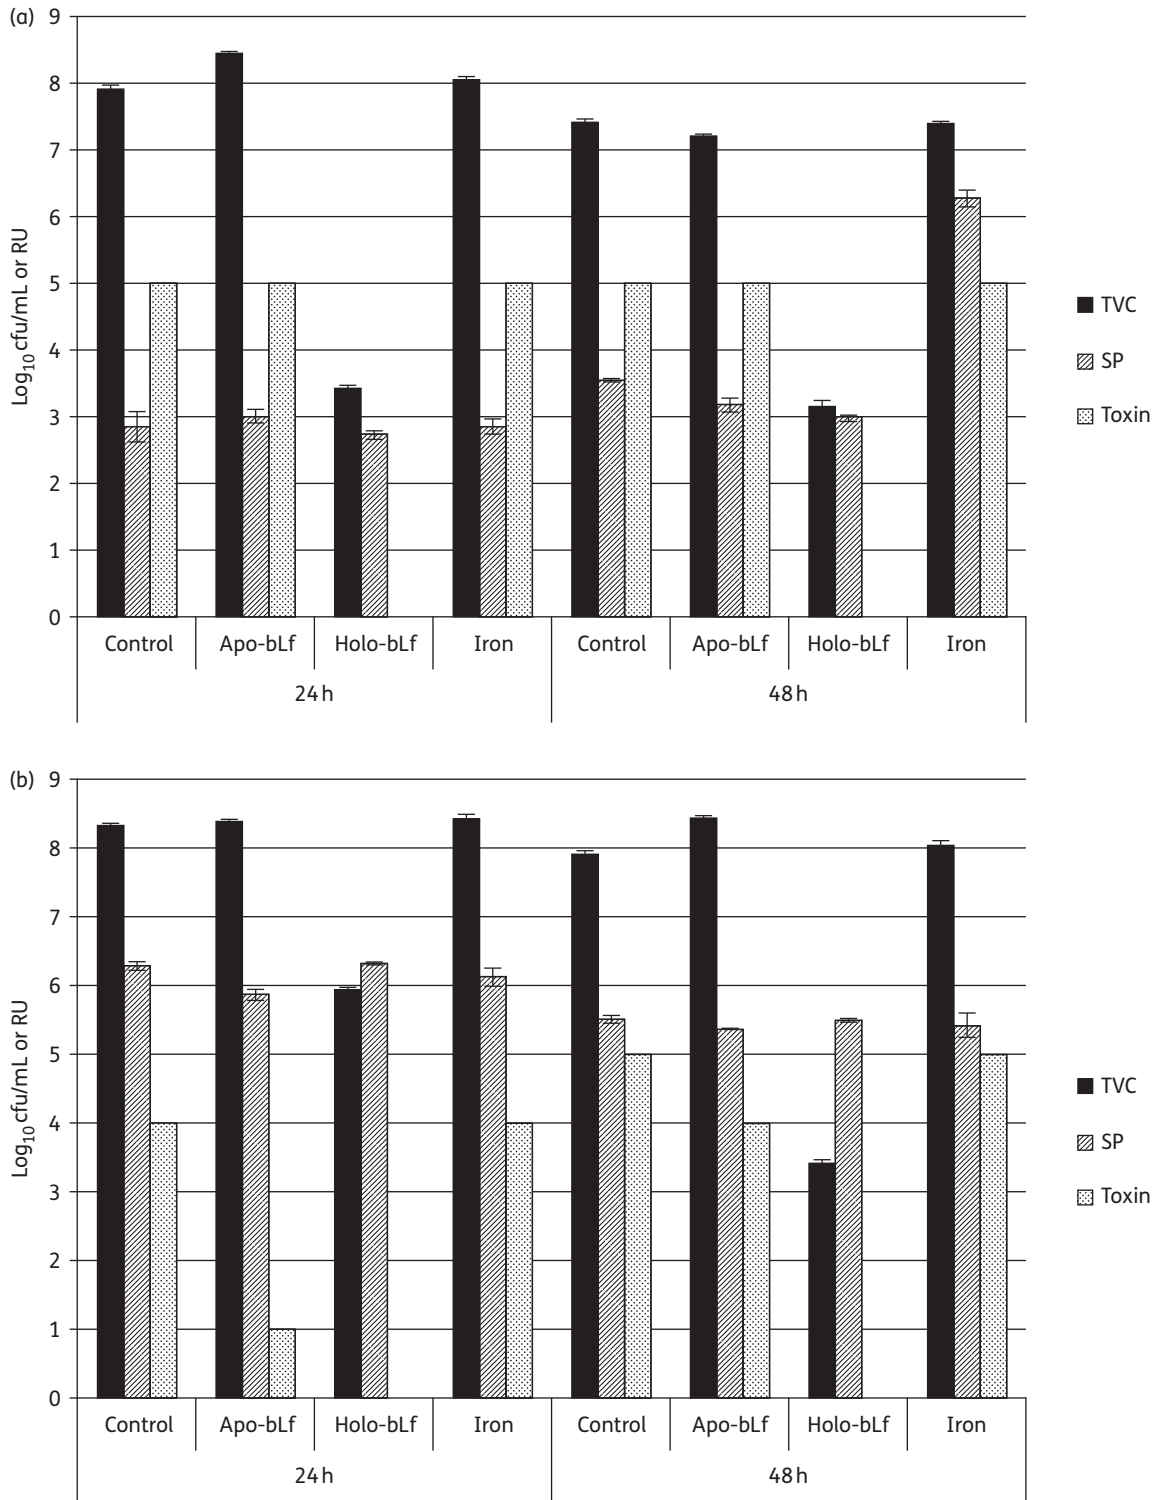 (a)
9
8
7
6
5
4
3
2
1
0
Log10 cfu/mL or RU
Control Apo-bLf Holo-bLf Iron Control Apo-bLf Holo-bLf Iron
24 h 48 h
TVC
SP
Toxin
(b)
9
8
7
6
5
4
3
2
1
0
Log10 cfu/mL or RU
Control Apo-bLf Holo-bLf Iron Control Apo-bLf Holo-bLf Iron
24 h 48 h
TVC
SP
Toxin